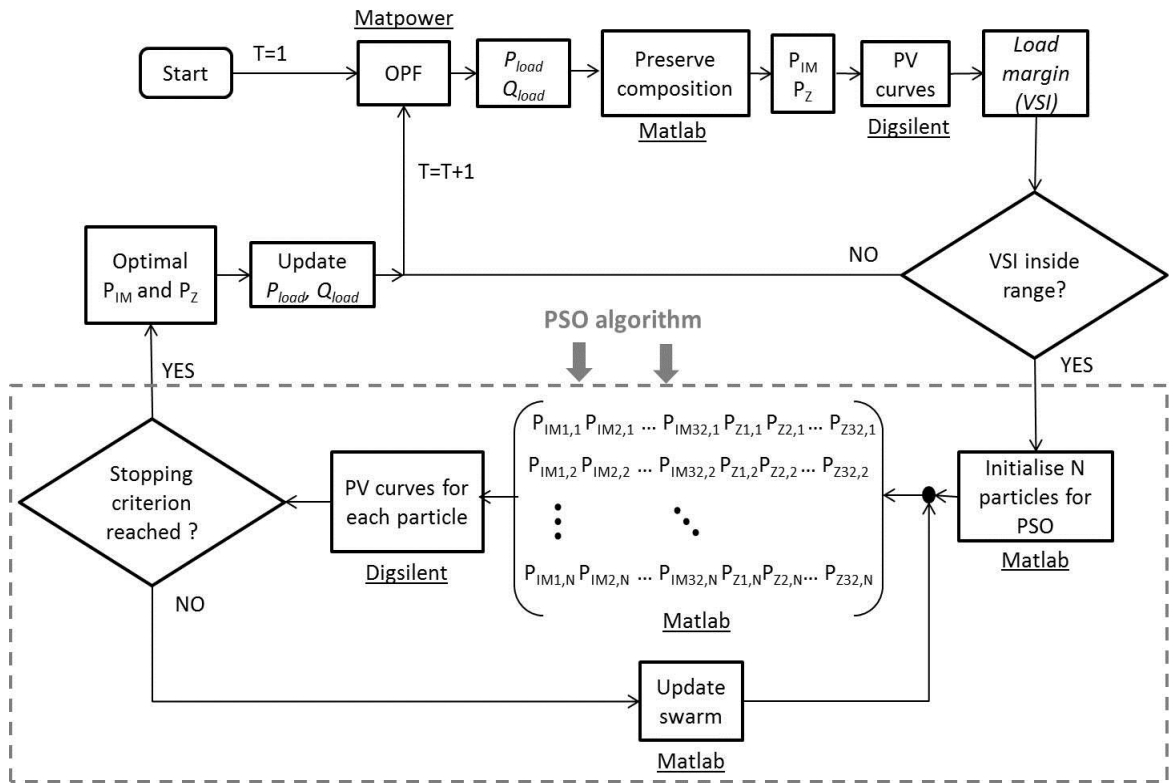 Matpower
Start
T=1
OPF
P_load
Q_load
Preserve
composition
Matlab
P_IM
P_Z
PV
curves
Digsilent
Load
margin
(VSI)
T=T+1
Optimal
P_IM and P_Z
Update
P_load, Q_load
NO
VSI inside
range?
YES
PSO algorithm
YES
Stopping
criterion
reached ?
NO
PV curves for
each particle
Digsilent
P_IM1,1 P_IM2,1 ... P_IM32,1 P_Z1,1 P_Z2,1 ... P_Z32,1
P_IM1,2 P_IM2,2 ... P_IM32,2 P_Z1,2 P_Z2,2 ... P_Z32,2
P_IM1,N P_IM2,N ... P_IM32,N P_Z1,N P_Z2,N ... P_Z32,N
Matlab
Initialise N
particles for
PSO
Matlab
Update
swarm
Matlab